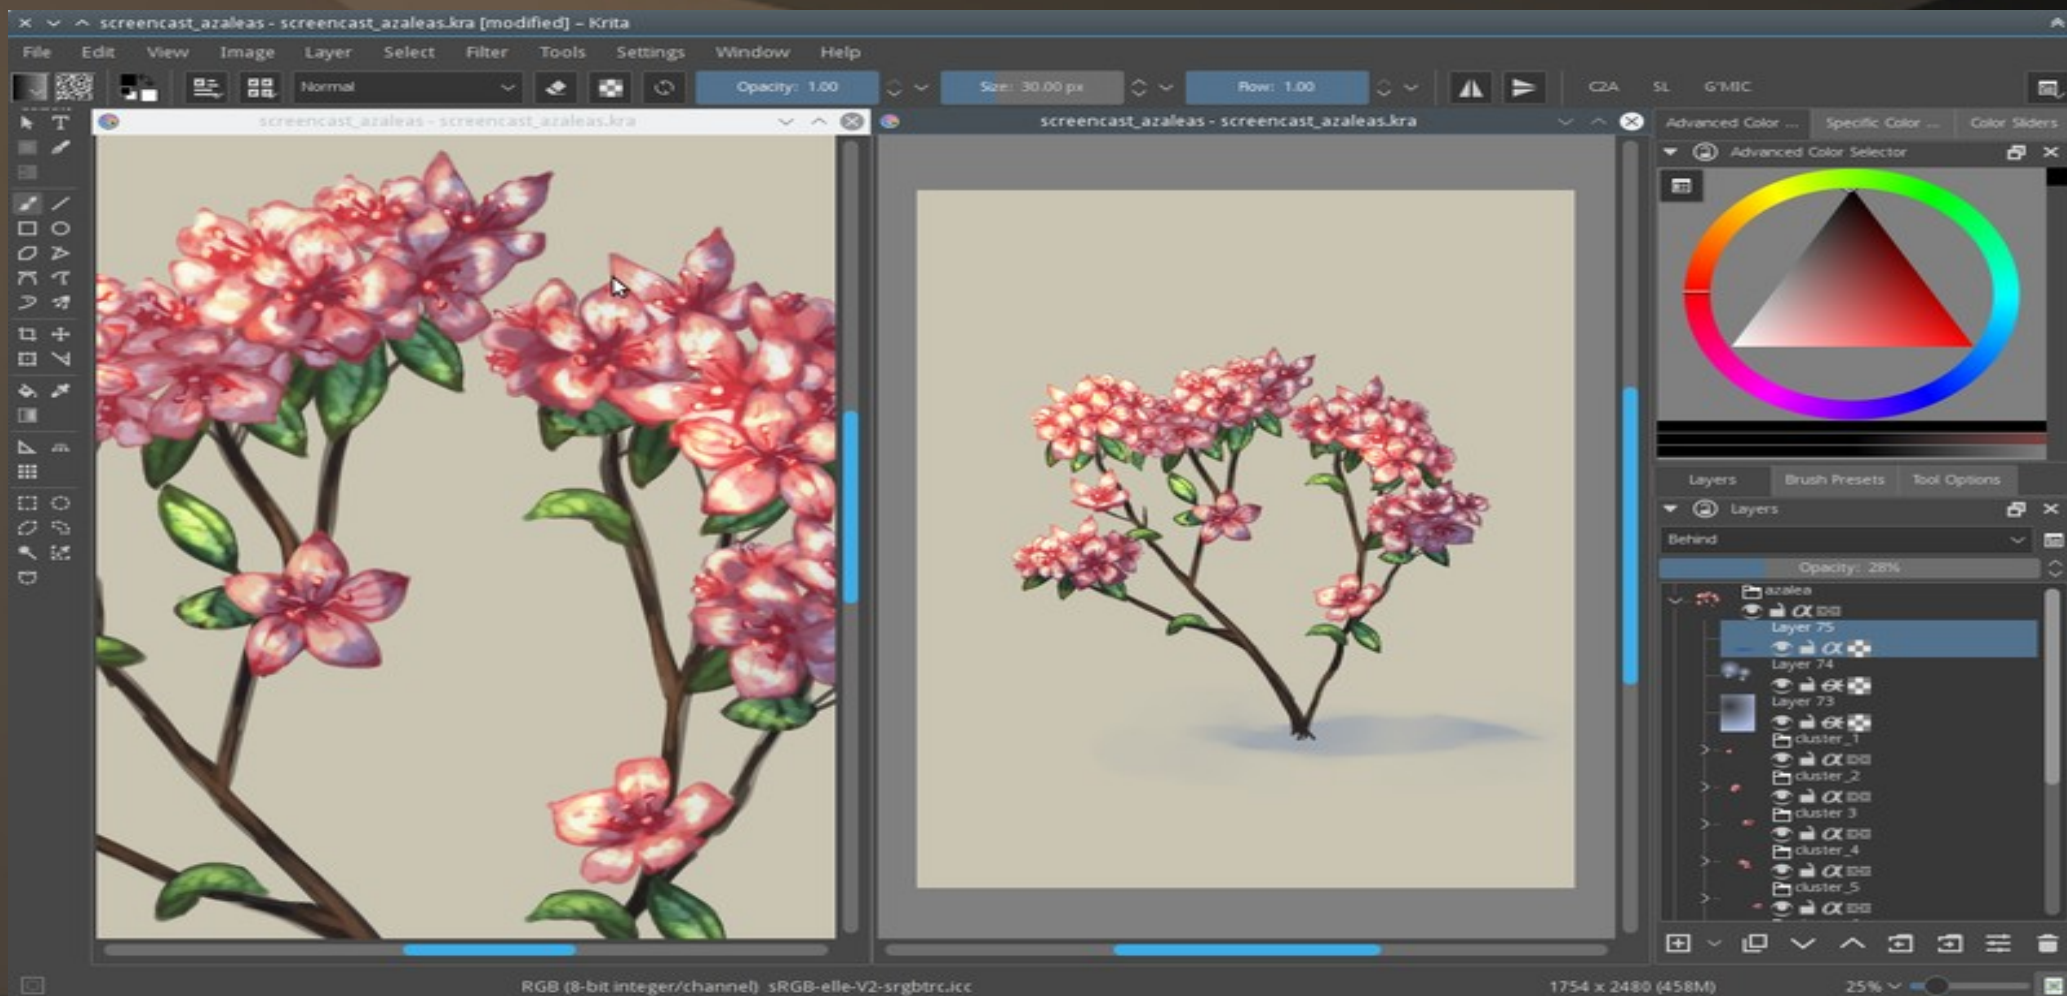 screencast_azaleas - screencast_azaleas.kra [modified] – Krita
File Edit View Image Layer Select Filter Tools Settings Window Help
Normal Opacity: 1.00 Size: 30.00 px Flow: 1.00 C2A SL G'MIC
screencast_azaleas - screencast_azaleas.kra
screencast_azaleas - screencast_azaleas.kra
Advanced Color ... Specific Color ... Color Sliders
Advanced Color Selector
Layers Brush Presets Tool Options
Layers
Behind
Opacity: 28%
azalea
Layer 75
Layer 74
Layer 73
cluster_1
cluster_2
cluster 3
cluster_4
cluster_5
RGB (8-bit integer/channel) sRGB-elle-V2-srgbtrc.icc
1754 x 2480 (458M) 25%